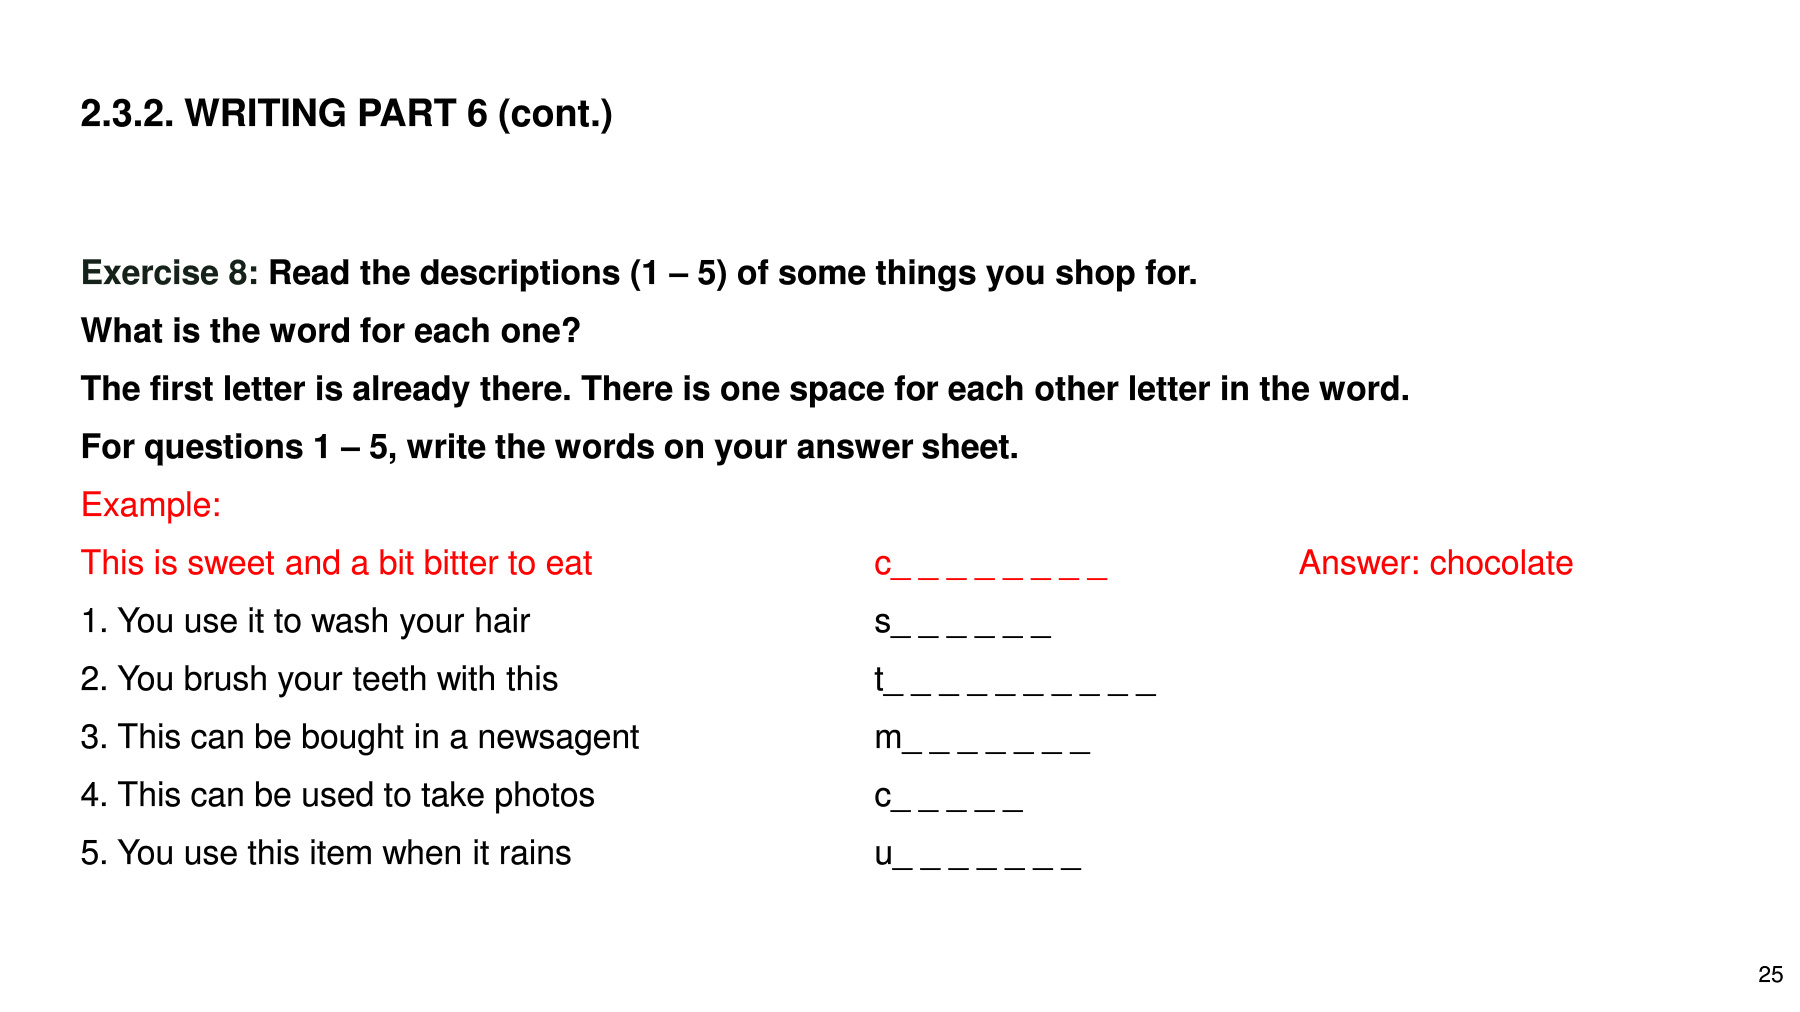 2.3.2. WRITING PART 6 (cont.)
Exercise 8: Read the descriptions (1 – 5) of some things you shop for.
What is the word for each one?
The first letter is already there. There is one space for each other letter in the word.
For questions 1 – 5, write the words on your answer sheet.
Example:
This is sweet and a bit bitter to eat c_ _ _ _ _ _ _ _ Answer: chocolate
1. You use it to wash your hair s_ _ _ _ _ _
2. You brush your teeth with this t_ _ _ _ _ _ _ _ _ _
3. This can be bought in a newsagent m_ _ _ _ _ _ _
4. This can be used to take photos c_ _ _ _ _
5. You use this item when it rains u_ _ _ _ _ _ _
25